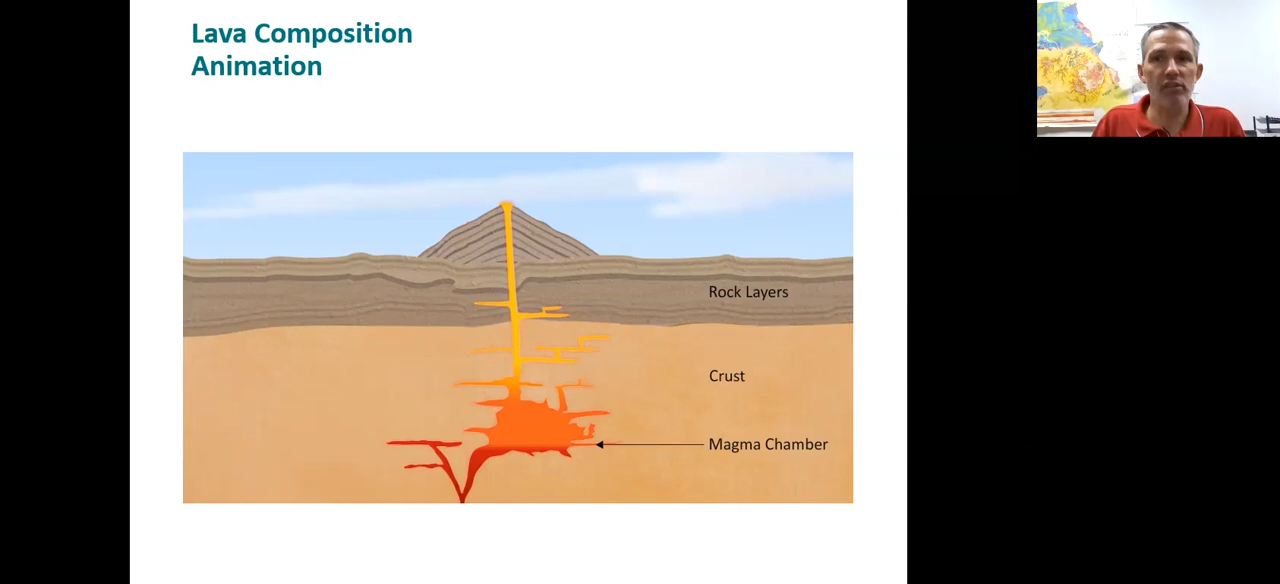 Lava Composition
Animation
Rock Layers
Crust
Magma Chamber